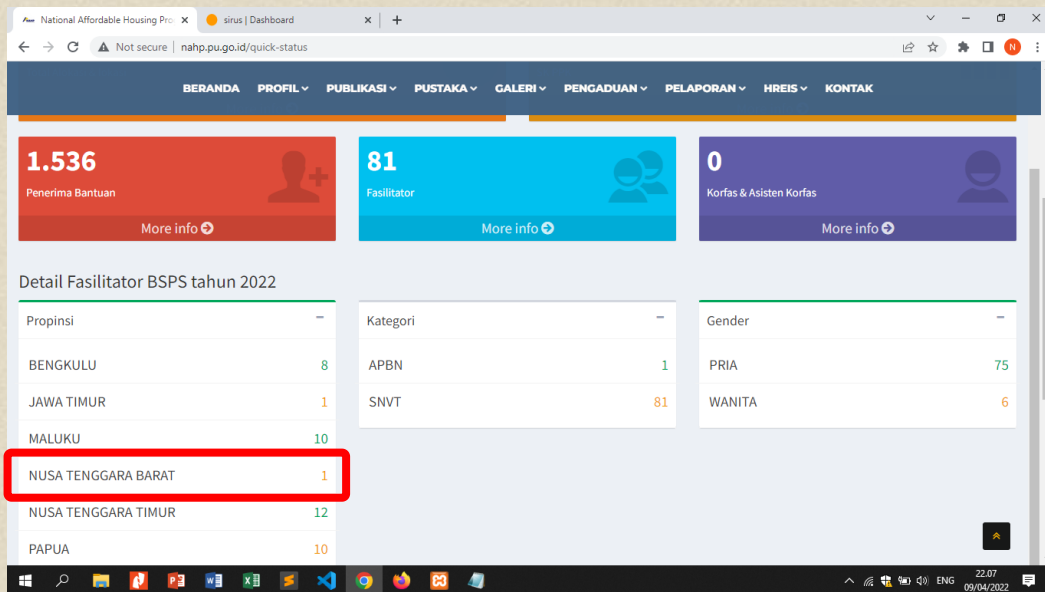 National Affordable Housing Pro
sirus | Dashboard
Not secure | nahp.pu.go.id/quick-status
N
BERANDA PROFIL PUBLIKASI PUSTAKA GALERI PENGADUAN PELAPORAN HREIS KONTAK
1.536 81 0
Penerima Bantuan Fasilitator Korfas & Asisten Korfas
More info More info More info
Detail Fasilitator BSPS tahun 2022
Propinsi Kategori Gender
BENGKULU 8 APBN 1 PRIA 75
JAWA TIMUR 1 SNVT 81 WANITA 6
MALUKU 10
NUSA TENGGARA BARAT 1
NUSA TENGGARA TIMUR 12
PAPUA 10
ENG 22.07
09/04/2022